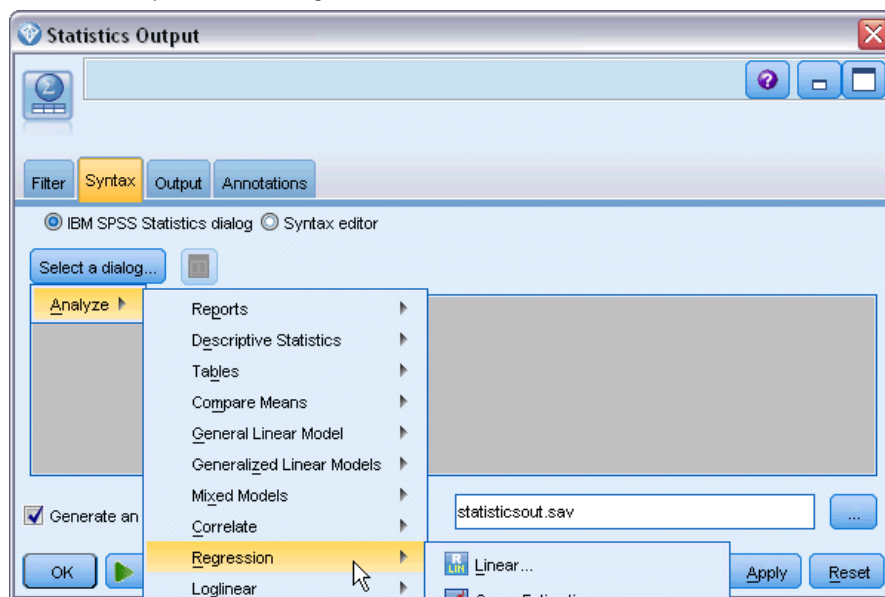 Statistics Output
Filter Syntax Output Annotations
IBM SPSS Statistics dialog Syntax editor
Select a dialog...
Analyze
Reports
Descriptive Statistics
Tables
Compare Means
General Linear Model
Generalized Linear Models
Mixed Models
Generate an
statisticsout.sav
...
Correlate
Regression
Linear...
Loglinear
OK
Apply Reset